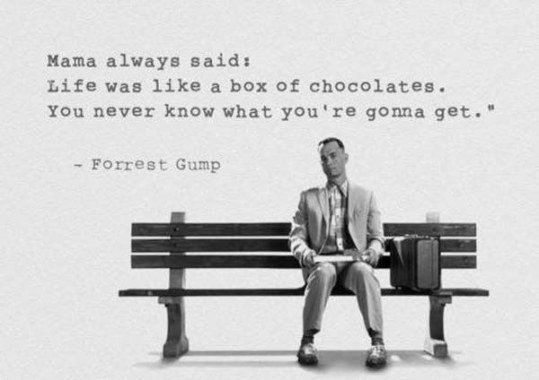 Mama always said:
Life was like a box of chocolates.
You never know what you're gonna get."
- Forrest Gump